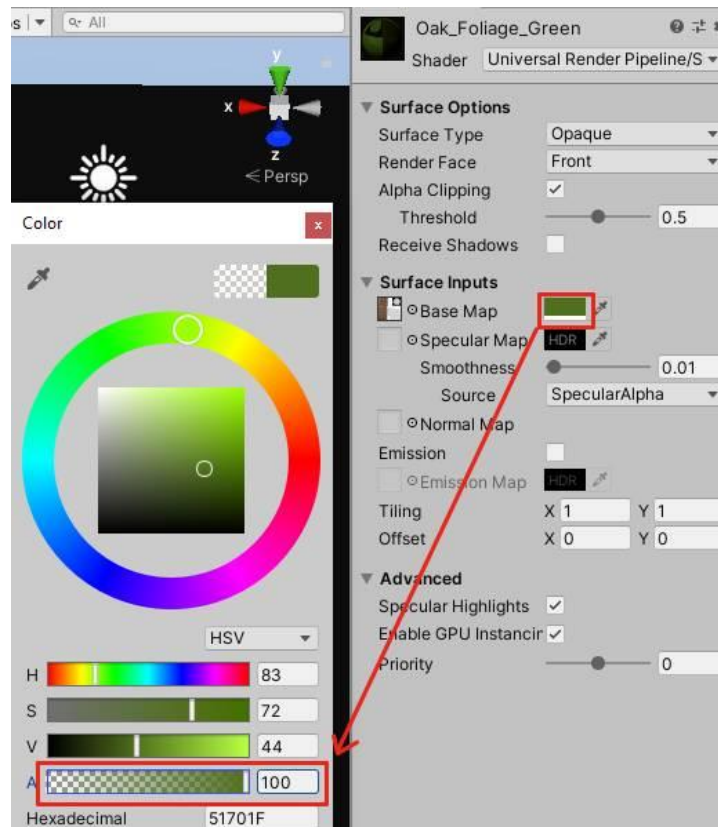 s
All
y
x
z
Persp
Color
x
HSV
H 83
S 72
V 44
A 100
Hexadecimal 51701F
Oak_Foliage_Green
Shader Universal Render Pipeline/S
Surface Options
Surface Type Opaque
Render Face Front
Alpha Clipping
Threshold 0.5
Receive Shadows
Surface Inputs
Base Map
Specular Map HDR
Smoothness 0.01
Source SpecularAlpha
Normal Map
Emission
Emission Map HDR
Tiling X 1 Y 1
Offset X 0 Y 0
Advanced
Specular Highlights
Enable GPU Instancin
Priority 0